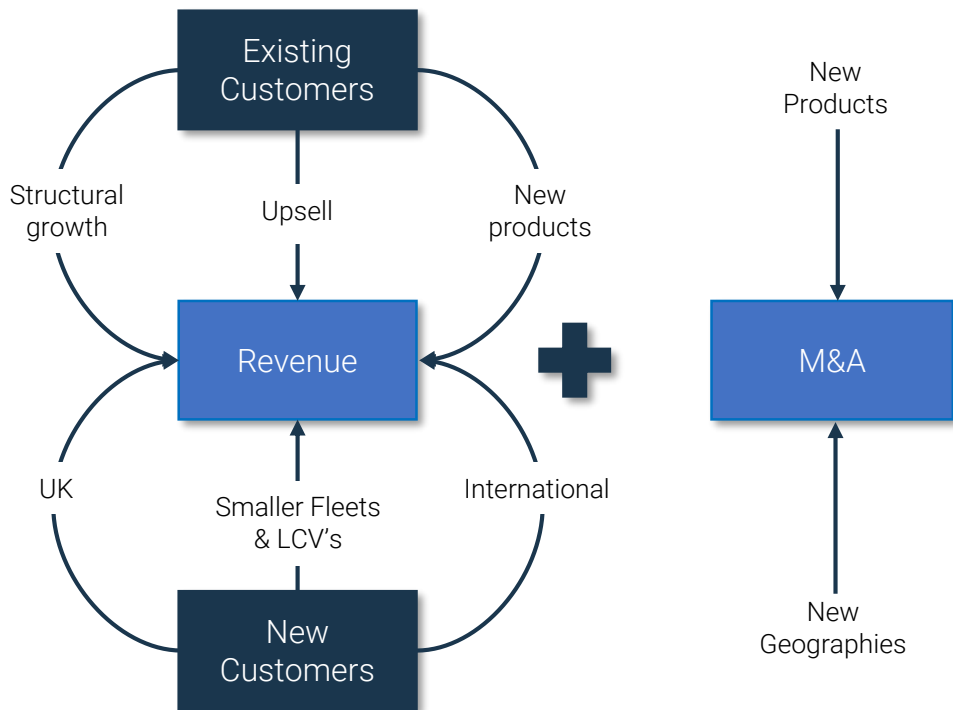 Existing
Customers
New
Products
Structural
growth
Upsell
New
products
Revenue
M&A
UK
Smaller Fleets
& LCV’s
International
New
Customers
New
Geographies